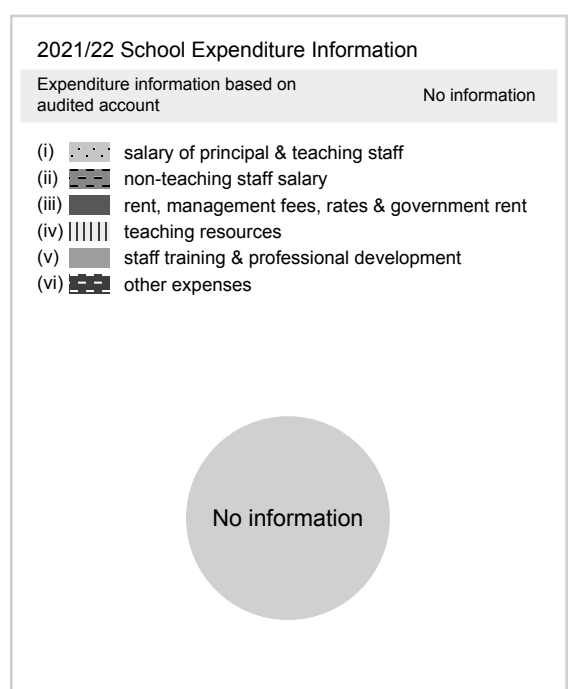 2021/22 School Expenditure Information
Expenditure information based on
audited account
No information
(i) salary of principal & teaching staff
(ii) non-teaching staff salary
(iii) rent, management fees, rates & government rent
(iv) teaching resources
(v) staff training & professional development
(vi) other expenses
No information